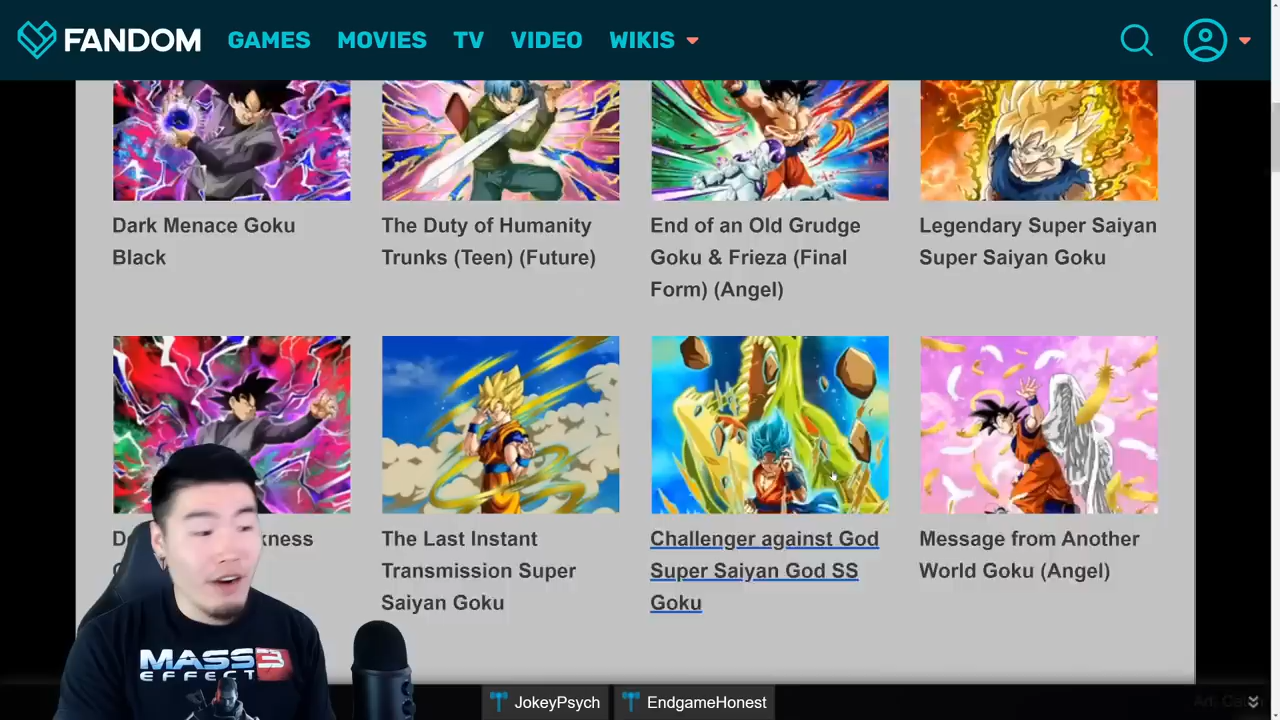 FANDOM GAMES MOVIES TV VIDEO WIKIS
Dark Menace Goku
Black
The Duty of Humanity
Trunks (Teen) (Future)
End of an Old Grudge
Goku & Frieza (Final
Form) (Angel)
Legendary Super Saiyan
Super Saiyan Goku
The Last Instant
Transmission Super
Saiyan Goku
Challenger against God
Super Saiyan God SS
Goku
Message from Another
World Goku (Angel)
MASS 3
EFFECT
JokeyPsych
EndgameHonest